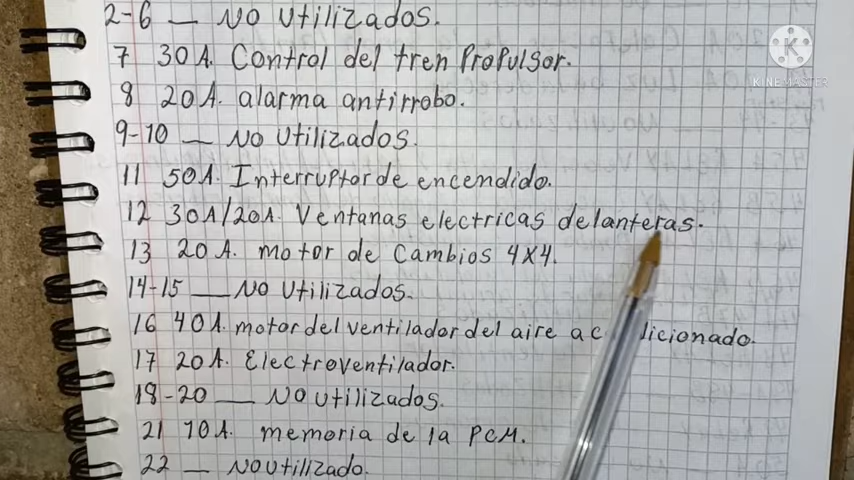 2-6 — No utilizados.
7 30A. Control del tren Propulsor.
8 20A. alarma antirrobo.
9-10 — No utilizados.
11 50A. Interruptor de encendido.
12 30A/20A. Ventanas electricas delanteras.
13 20A. motor de Cambios 4X4.
14-15 — No utilizados.
16 40A. motor del ventilador del aire
17 20A. Electroventilador.
18-20 — No utilizados.
21 10A. memoria de la PCM.
22 — No utilizado.
KINEMASTER